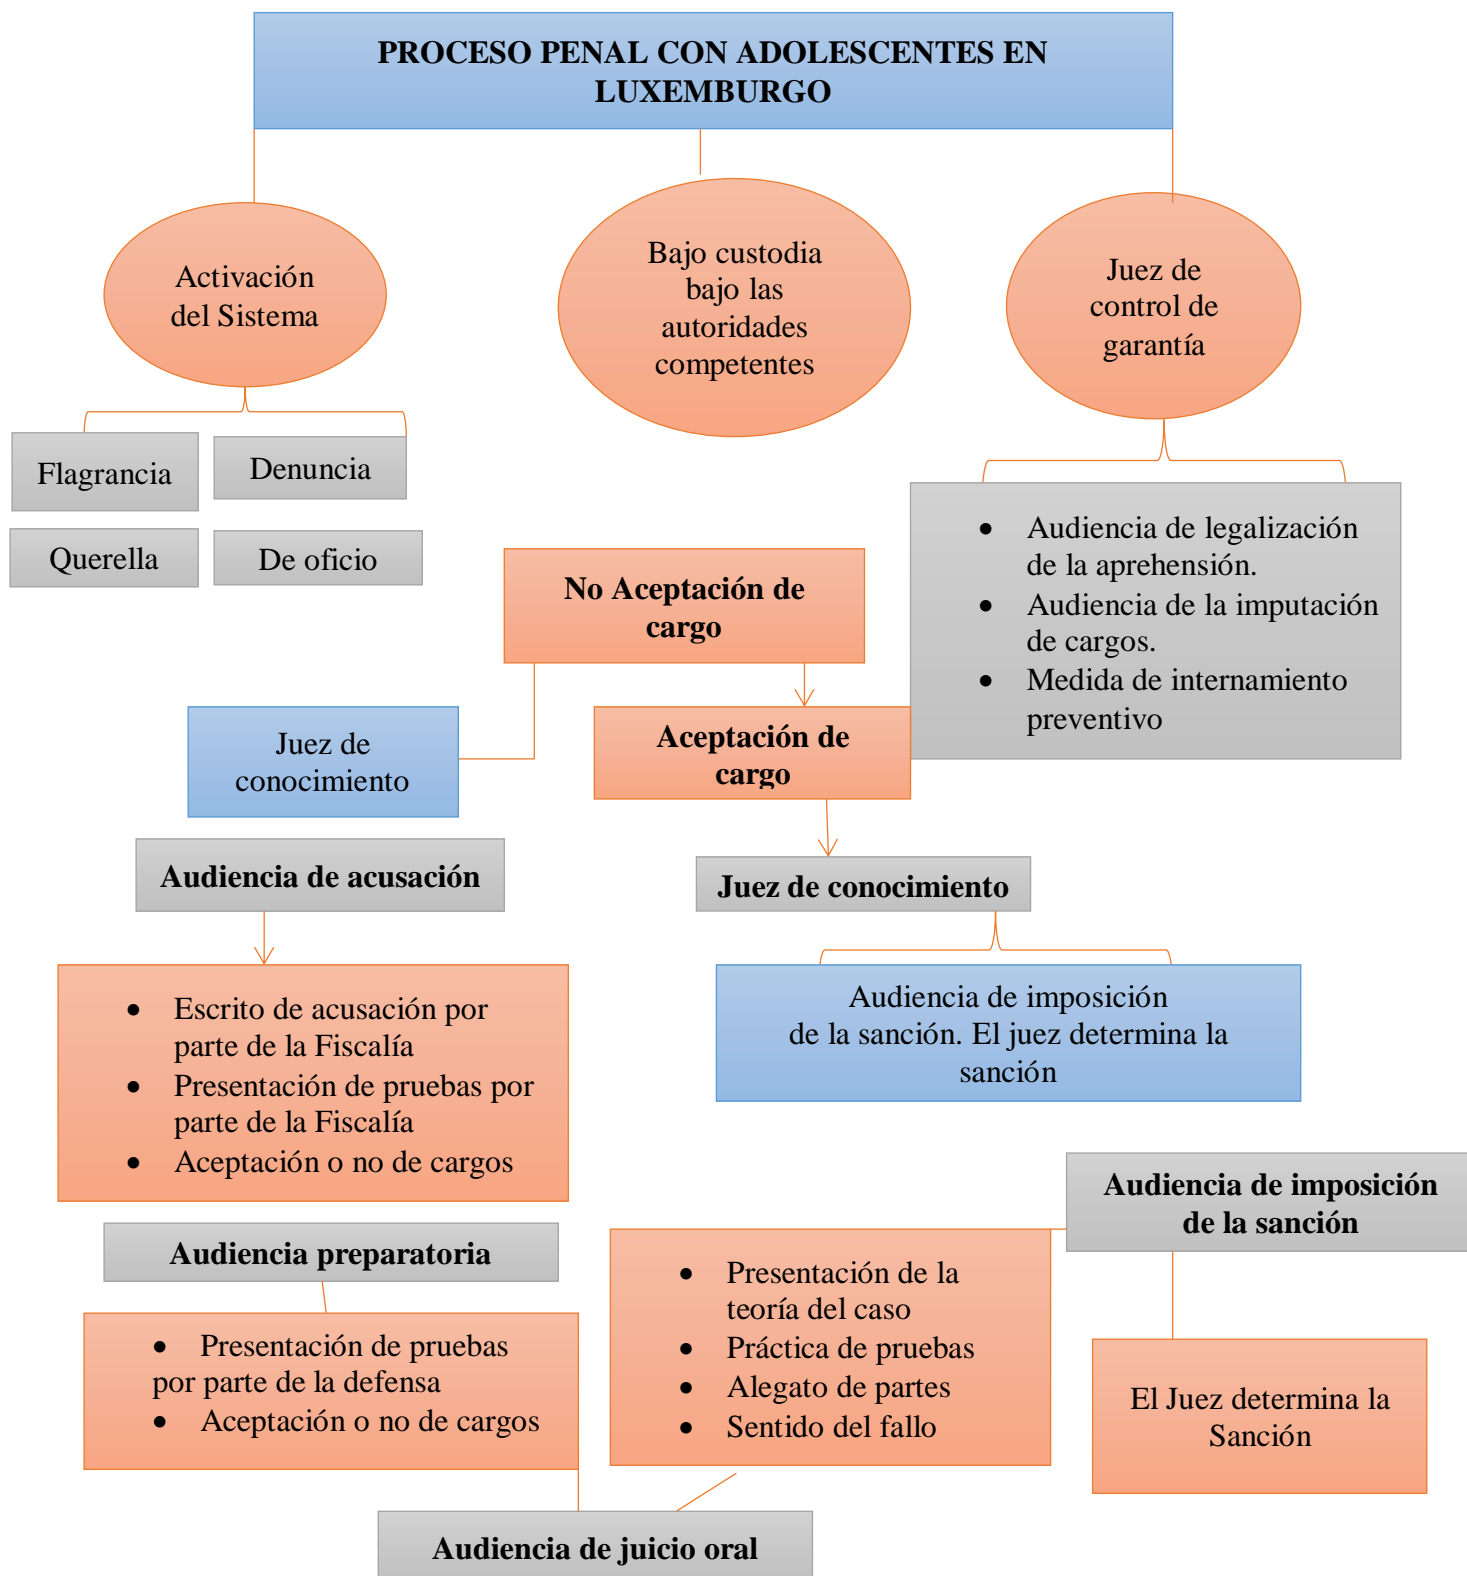 PROCESO PENAL CON ADOLESCENTES EN
LUXEMBURGO
Activación
del Sistema
Bajo custodia
bajo las
autoridades
competentes
Juez de
control de
garantía
Flagrancia
Denuncia
Querella
De oficio
• Audiencia de legalización
de la aprehensión.
• Audiencia de la imputación
de cargos.
• Medida de internamiento
preventivo
No Aceptación de
cargo
Juez de
conocimiento
Aceptación de
cargo
Audiencia de acusación
Juez de conocimiento
• Escrito de acusación por
parte de la Fiscalía
• Presentación de pruebas por
parte de la Fiscalía
• Aceptación o no de cargos
Audiencia de imposición
de la sanción. El juez determina la
sanción
Audiencia preparatoria
• Presentación de pruebas
por parte de la defensa
• Aceptación o no de cargos
• Presentación de la
teoría del caso
• Práctica de pruebas
• Alegato de partes
• Sentido del fallo
Audiencia de imposición
de la sanción
El Juez determina la
Sanción
Audiencia de juicio oral